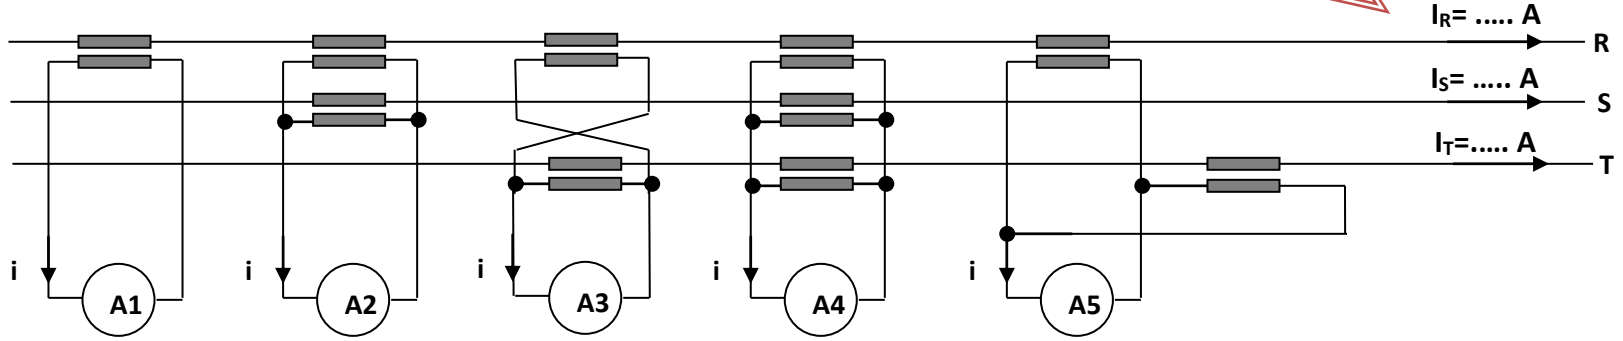 I_R= ..... A
R
I_S= ..... A
S
I_T=..... A
T
i
i
i
i
i
A1
A2
A3
A4
A5